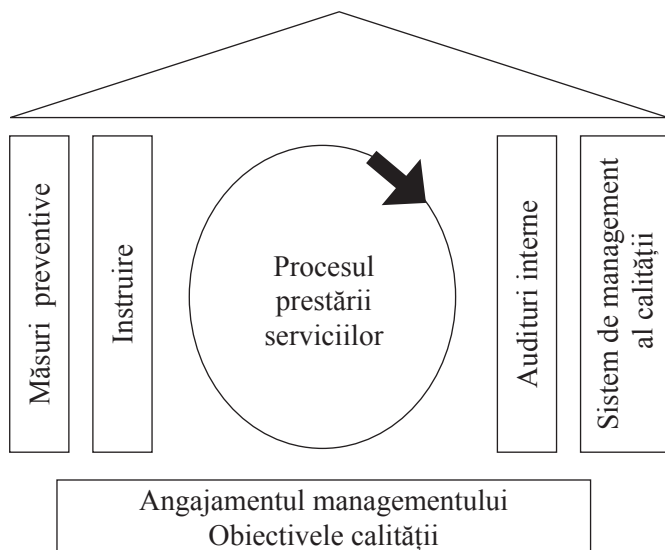 Măsuri preventive
Instruire
Procesul
prestării
serviciilor
Audituri interne
Sistem de management
al calității
Angajamentul managementului
Obiectivele calității